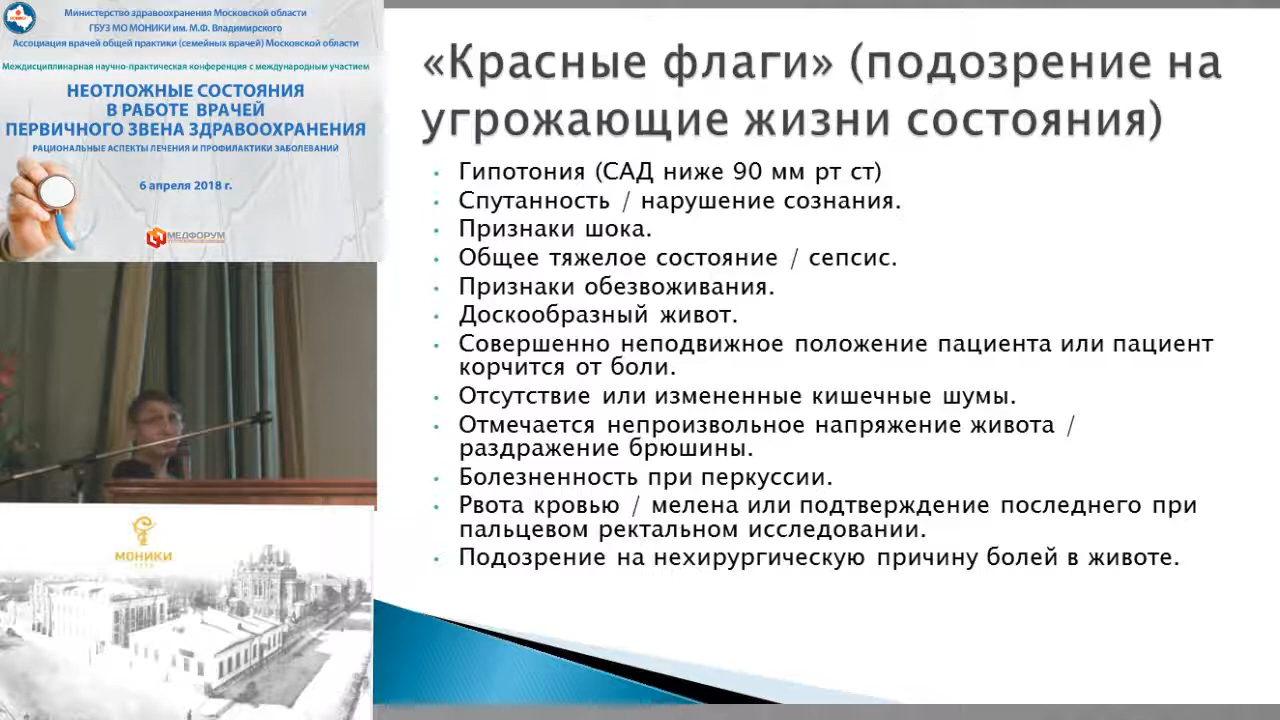 Министерство здравоохранения Московской области
ГБУЗ МО МОНИКИ им. М.Ф. Владимирского
Ассоциация врачей общей практики (семейных врачей) Московской области
Междисциплинарная научно-практическая конференция с международным участием
НЕОТЛОЖНЫЕ СОСТОЯНИЯ
В РАБОТЕ ВРАЧЕЙ
ПЕРВИЧНОГО ЗВЕНА ЗДРАВООХРАНЕНИЯ
РАЦИОНАЛЬНЫЕ АСПЕКТЫ ЛЕЧЕНИЯ И ПРОФИЛАКТИКИ ЗАБОЛЕВАНИЙ
6 апреля 2018 г.
МЕДФОРУМ
МОНИКИ
«Красные флаги» (подозрение на
угрожающие жизни состояния)
Гипотония (САД ниже 90 мм рт ст)
Спутанность / нарушение сознания.
Признаки шока.
Общее тяжелое состояние / сепсис.
Признаки обезвоживания.
Доскообразный живот.
Совершенно неподвижное положение пациента или пациент
корчится от боли.
Отсутствие или измененные кишечные шумы.
Отмечается непроизвольное напряжение живота /
раздражение брюшины.
Болезненность при перкуссии.
Рвота кровью / мелена или подтверждение последнего при
пальцевом ректальном исследовании.
Подозрение на нехирургическую причину болей в животе.